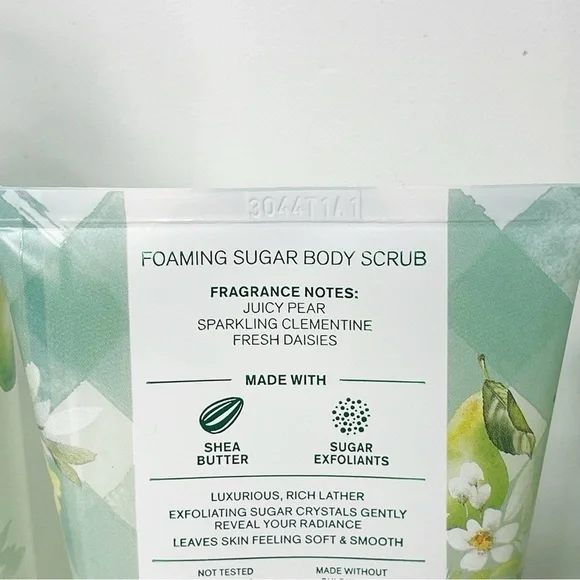 3044T1A1
FOAMING SUGAR BODY SCRUB
FRAGRANCE NOTES:
JUICY PEAR
SPARKLING CLEMENTINE
FRESH DAISIES
MADE WITH
SHEA
BUTTER
SUGAR
EXFOLIANTS
LUXURIOUS, RICH LATHER
EXFOLIATING SUGAR CRYSTALS GENTLY
REVEAL YOUR RADIANCE
LEAVES SKIN FEELING SOFT & SMOOTH
NOT TESTED
MADE WITHOUT